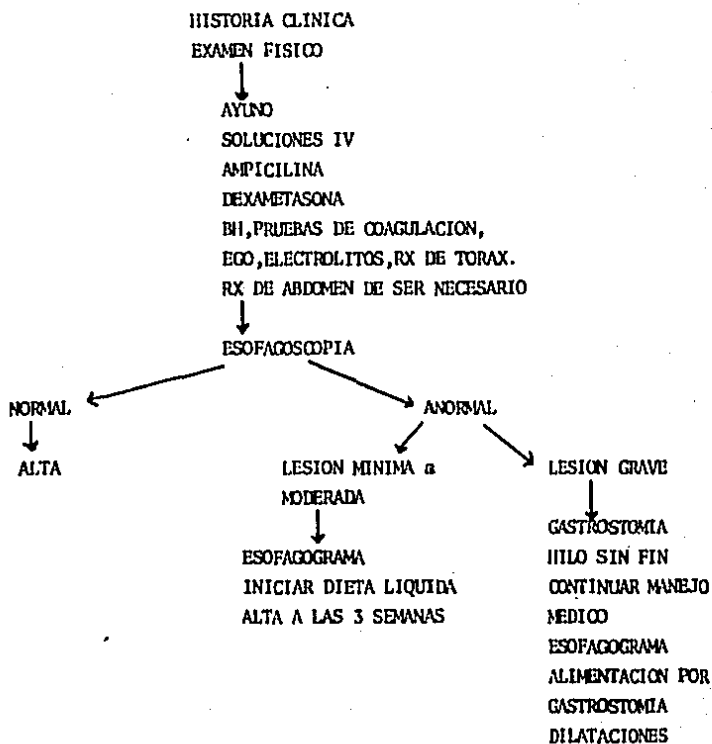 HISTORIA CLINICA
EXAMEN FISICO
AYUNO
SOLUCIONES IV
AMPICILINA
DEXAMETASONA
BH,PRUEBAS DE COAGULACION,
EGO,ELECTROLITOS,RX DE TORAX.
RX DE ABDOMEN DE SER NECESARIO
ESOFAGOSCOPIA
NORMAL
ANORMAL
ALTA
LESION MINIMA a
MODERADA
LESION GRAVE
ESOFAGOGRAMA
INICIAR DIETA LIQUIDA
ALTA A LAS 3 SEMANAS
GASTROSTOMIA
HILO SIN FIN
CONTINUAR MANEJO
MEDICO
ESOFAGOGRAMA
ALIMENTACION POR
GASTROSTOMIA
DILATACIONES